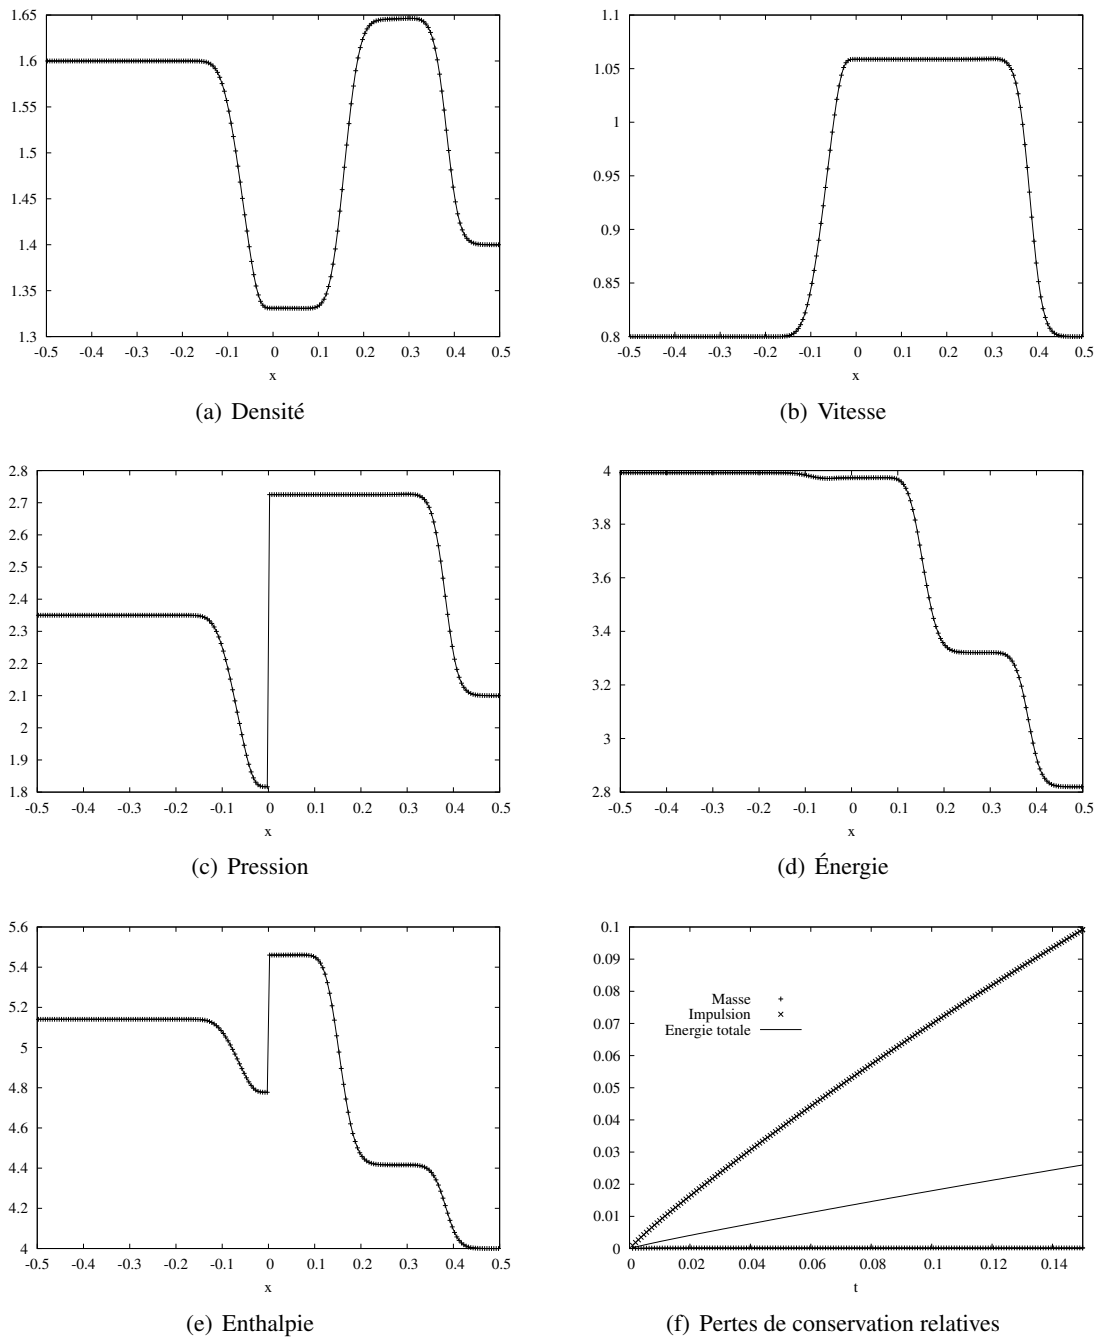 1.65
1.6
1.55
1.5
1.45
1.4
1.35
1.3
-0.5 -0.4 -0.3 -0.2 -0.1 0 0.1 0.2 0.3 0.4 0.5
x
(a) Densité
1.1
1.05
1
0.95
0.9
0.85
0.8
-0.5 -0.4 -0.3 -0.2 -0.1 0 0.1 0.2 0.3 0.4 0.5
x
(b) Vitesse
2.8
2.7
2.6
2.5
2.4
2.3
2.2
2.1
2
1.9
1.8
-0.5 -0.4 -0.3 -0.2 -0.1 0 0.1 0.2 0.3 0.4 0.5
x
(c) Pression
4
3.8
3.6
3.4
3.2
3
2.8
-0.5 -0.4 -0.3 -0.2 -0.1 0 0.1 0.2 0.3 0.4 0.5
x
(d) Énergie
5.6
5.4
5.2
5
4.8
4.6
4.4
4.2
4
-0.5 -0.4 -0.3 -0.2 -0.1 0 0.1 0.2 0.3 0.4 0.5
x
(e) Enthalpie
0.1
0.09
0.08
0.07
0.06
0.05
0.04
0.03
0.02
0.01
0
Masse
Impulsion
Energie totale
0 0.02 0.04 0.06 0.08 0.1 0.12 0.14
t
(f) Pertes de conservation relatives